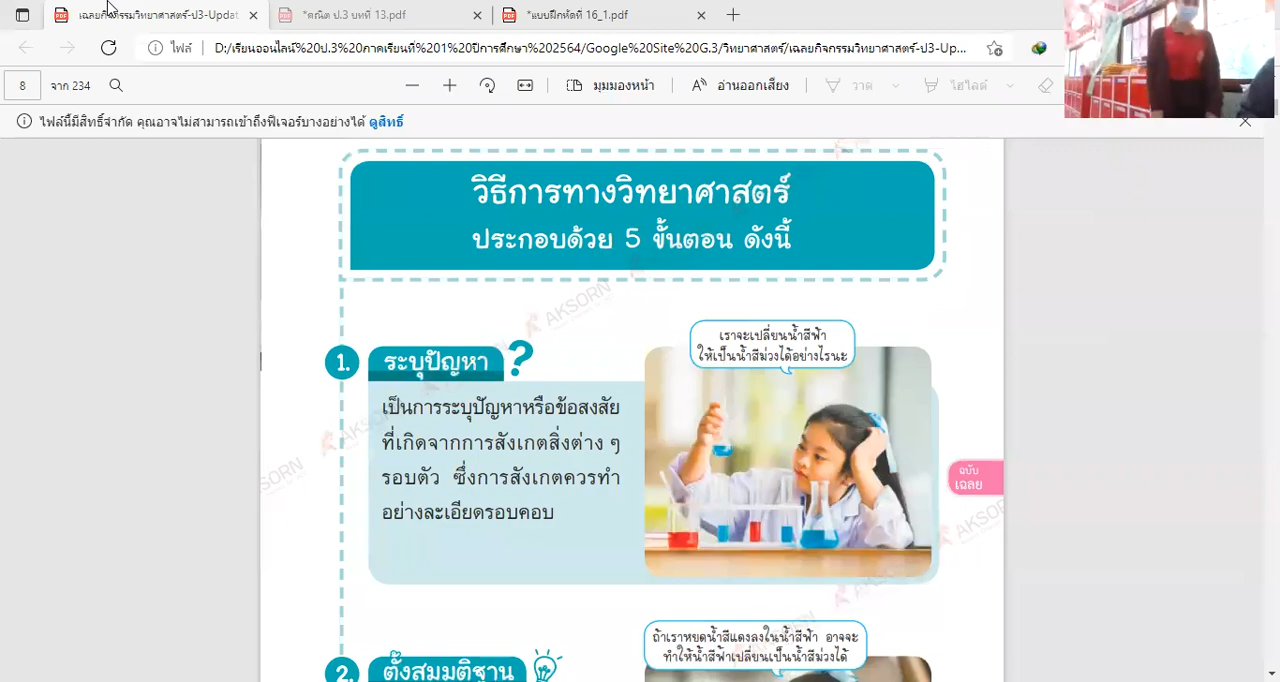 เฉลยกิจกรรมวิทยาศาสตร์-ป3-Updat
*คณิต ป.3 บทที่ 13.pdf
*แบบฝึกหัดที่ 16_1.pdf
ไฟล์
D:/เรียนออนไลน์%20ป.3%20ภาคเรียนที่%201%20ปีการศึกษา%202564/Google%20Site%20G.3/วิทยาศาสตร์/เฉลยกิจกรรมวิทยาศาสตร์-ป3-Up...
8 จาก 234
มุมมองหน้า
อ่านออกเสียง
วาด
ไฮไลต์
ไฟล์นี้มีสิทธิ์จำกัด คุณอาจไม่สามารถเข้าถึงฟีเจอร์บางอย่างได้ ดูสิทธิ์
วิธีการทางวิทยาศาสตร์
ประกอบด้วย 5 ขั้นตอน ดังนี้
AKSORN
เราจะเปลี่ยนน้ำสีฟ้า
ให้เป็นน้ำสีม่วงได้อย่างไรนะ
1. ระบุปัญหา ?
เป็นการระบุปัญหาหรือข้อสงสัย
ที่เกิดจากการสังเกตสิ่งต่าง ๆ
รอบตัว ซึ่งการสังเกตควรทำ
อย่างละเอียดรอบคอบ
ฉบับ
เฉลย
ถ้าเราหยดน้ำสีแดงลงในน้ำสีฟ้า อาจจะ
ทำให้น้ำสีฟ้าเปลี่ยนเป็นน้ำสีม่วงได้
2. ตั้งสมมติฐาน